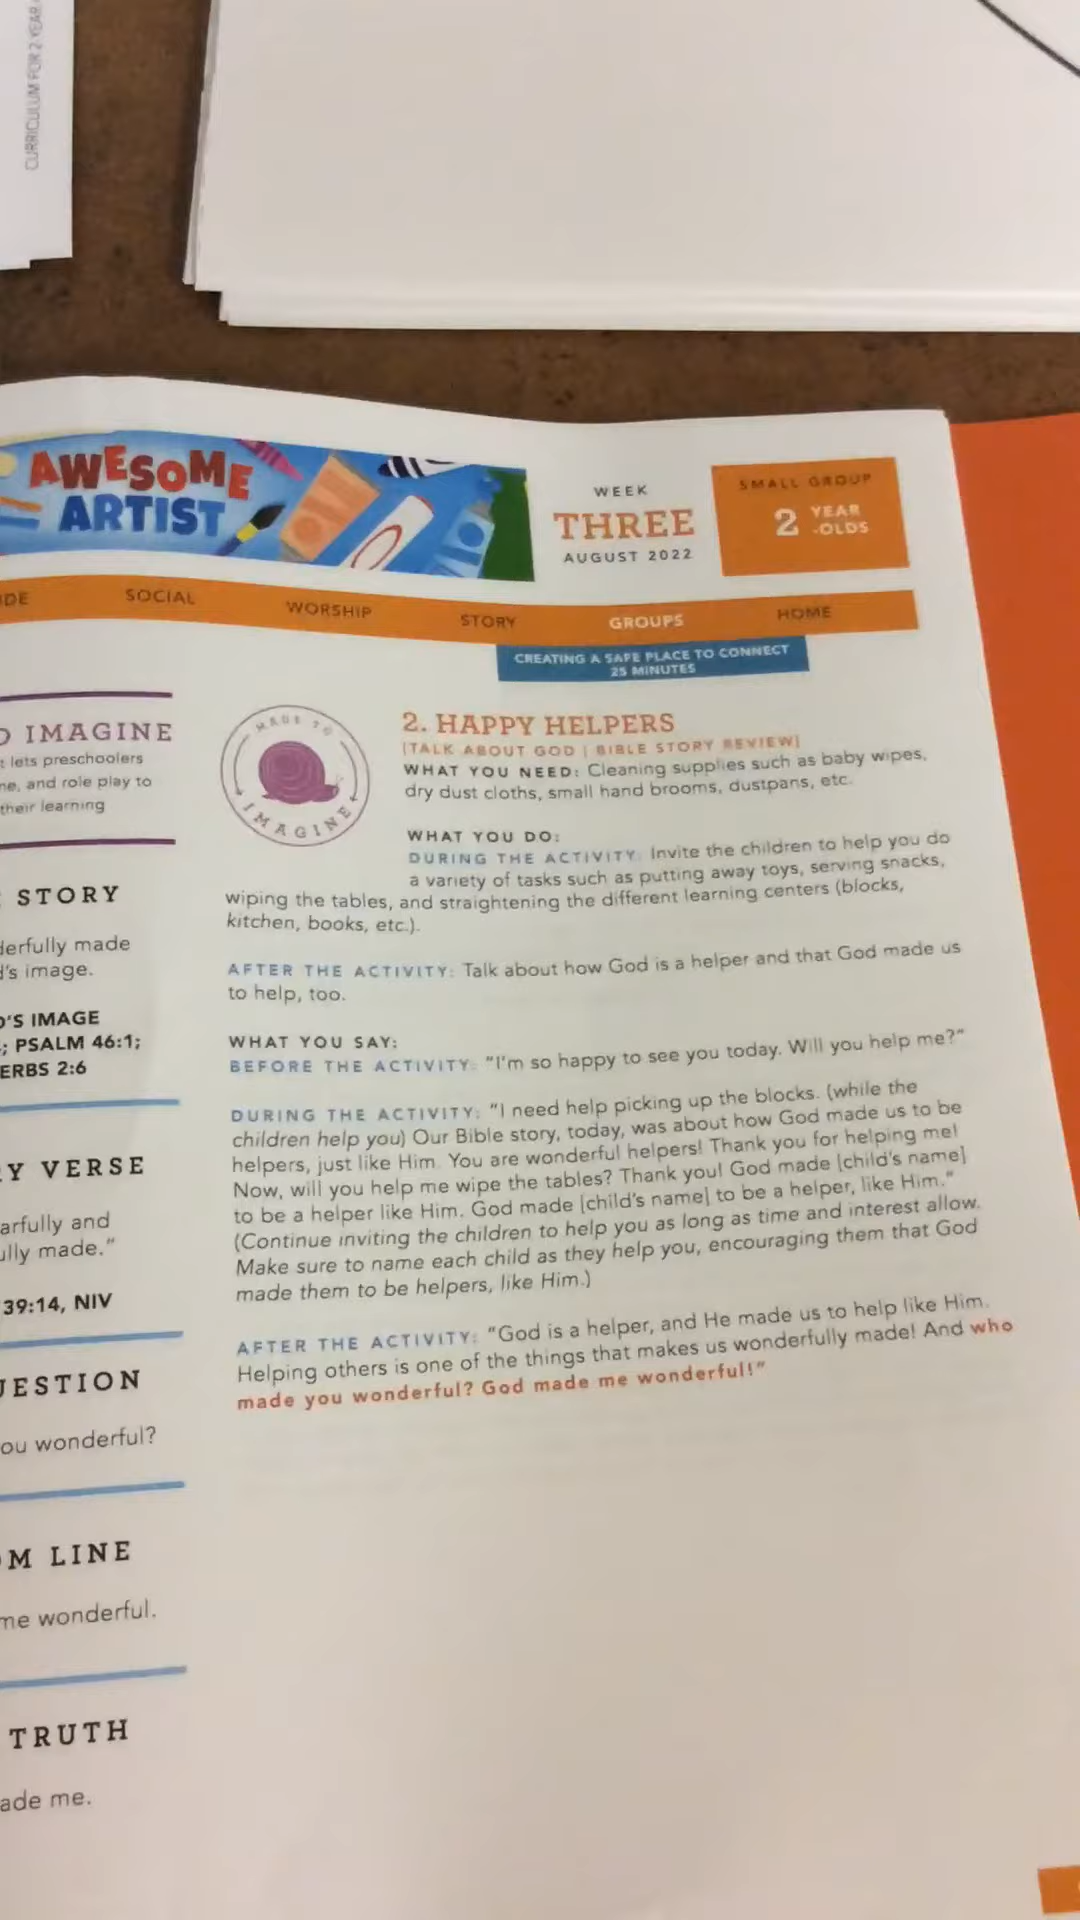 CURRICULUM FOR 2 YEAR
AWESOME
ARTIST
WEEK
THREE
AUGUST 2022
SMALL GROUP
2 YEAR
-OLDS
SOCIAL
WORSHIP
STORY
GROUPS
HOME
CREATING A SAFE PLACE TO CONNECT
25 MINUTES
IMAGINE
lets preschoolers
and role play to
their learning
STORY
made
image.
IMAGE
PSALM 46:1;
2:6
VERSE
and
made."
39:14, NIV
wonderful?
LINE
wonderful.
TRUTH
me.
MADE TO
IMAGINE
2. HAPPY HELPERS
[TALK ABOUT GOD | BIBLE STORY REVIEW]
WHAT YOU NEED: Cleaning supplies such as baby wipes,
dry dust cloths, small hand brooms, dustpans, etc.
WHAT YOU DO:
DURING THE ACTIVITY: Invite the children to help you do
a variety of tasks such as putting away toys, serving snacks,
wiping the tables, and straightening the different learning centers (blocks,
kitchen, books, etc.).
AFTER THE ACTIVITY: Talk about how God is a helper and that God made us
to help, too.
WHAT YOU SAY:
BEFORE THE ACTIVITY: "I'm so happy to see you today. Will you help me?"
DURING THE ACTIVITY: "I need help picking up the blocks. (while the
children help you) Our Bible story, today, was about how God made us to be
helpers, just like Him. You are wonderful helpers! Thank you for helping me!
Now, will you help me wipe the tables? Thank you! God made [child's name]
to be a helper like Him. God made [child's name] to be a helper, like Him."
(Continue inviting the children to help you as long as time and interest allow.
Make sure to name each child as they help you, encouraging them that God
made them to be helpers, like Him.)
AFTER THE ACTIVITY: "God is a helper, and He made us to help like Him.
Helping others is one of the things that makes us wonderfully made! And who
made you wonderful? God made me wonderful!"